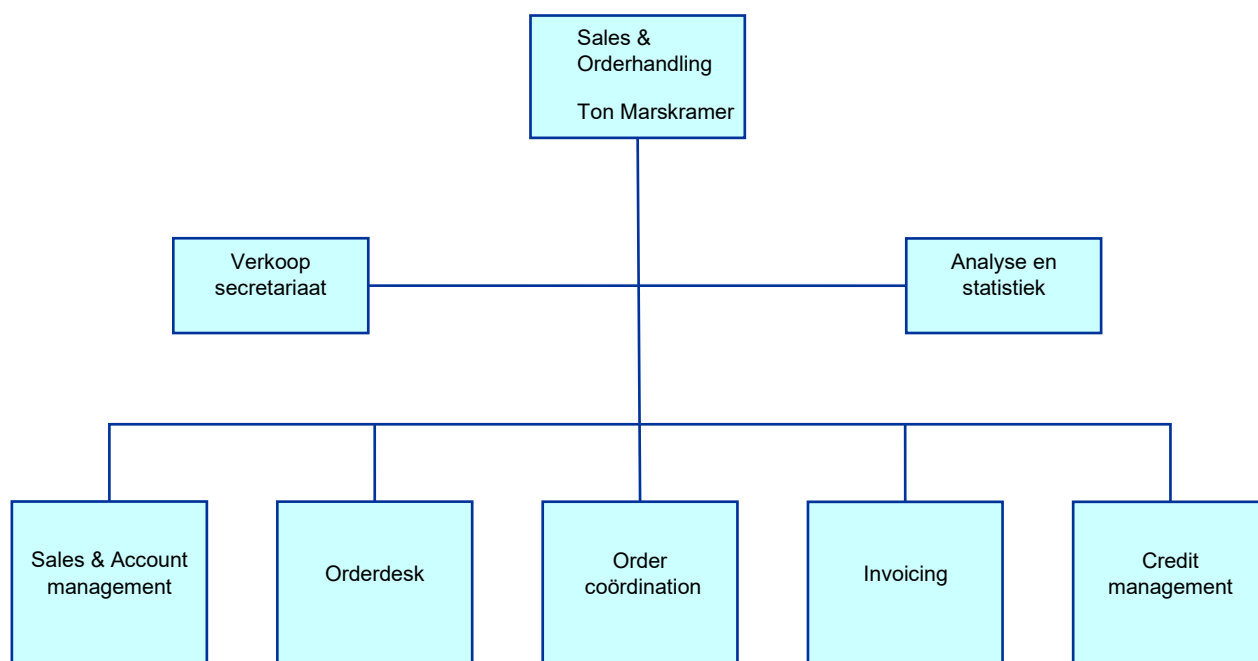 Sales &
Orderhandling
Ton Marskramer
Verkoop
secretariaat
Analyse en
statistiek
Sales & Account
management
Orderdesk
Order
coördination
Invoicing
Credit
management